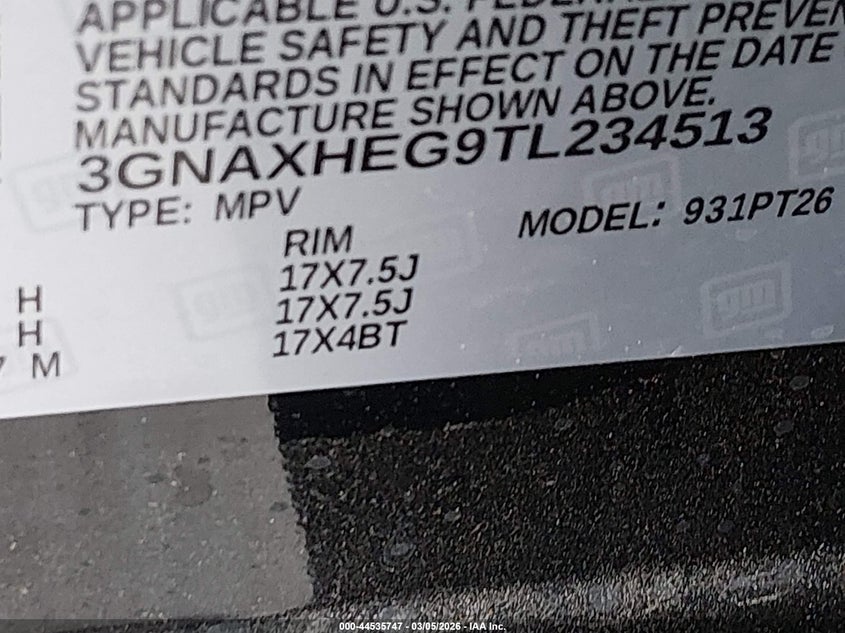 APPLICABLE U.S.
VEHICLE SAFETY AND THEFT PREVEN
STANDARDS IN EFFECT ON THE DATE
MANUFACTURE SHOWN ABOVE.
3GNAXHEG9TL234513
TYPE: MPV
MODEL: 931PT26
RIM
H 17X7.5J
H 17X7.5J
M 17X4BT
gm
000-44535747 - 03/05/2026 - IAA Inc.